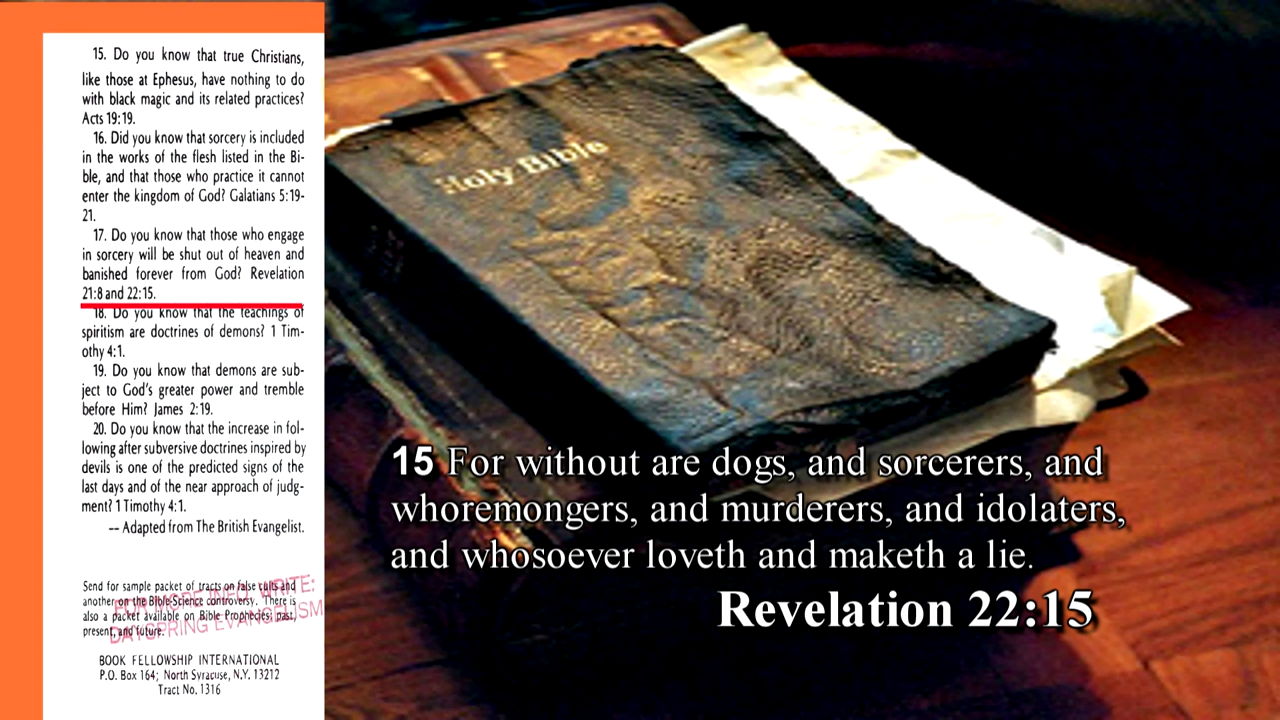 15. Do you know that true Christians,
like those at Ephesus, have nothing to do
with black magic and its related practices?
Acts 19:19.
16. Did you know that sorcery is included
in the works of the flesh listed in the Bi-
ble, and that those who practice it cannot
enter the kingdom of God? Galatians 5:19-
21.
17. Do you know that those who engage
in sorcery will be shut out of heaven and
banished forever from God? Revelation
21:8 and 22:15.
18. Do you know that the teachings of
spiritism are doctrines of demons? 1 Tim-
othy 4:1.
19. Do you know that demons are sub-
ject to God's greater power and tremble
before Him? James 2:19.
20. Do you know that the increase in fol-
lowing after subversive doctrines inspired by
devils is one of the predicted signs of the
last days and of the near approach of judg-
ment? 1 Timothy 4:1.
-- Adapted from The British Evangelist.
Send for sample packet of tracts on false cults and
another on the Bible-Science controversy. There is
also a packet available on Bible Prophecies; past,
present, and future.
FOR MORE INFO. WRITE:
DAYSPRING EVANGELISM
BOOK FELLOWSHIP INTERNATIONAL
P.O. Box 164; North Syracuse, N.Y. 13212
Tract No. 1316
Holy Bible
15 For without are dogs, and sorcerers, and
whoremongers, and murderers, and idolaters,
and whosoever loveth and maketh a lie.
Revelation 22:15